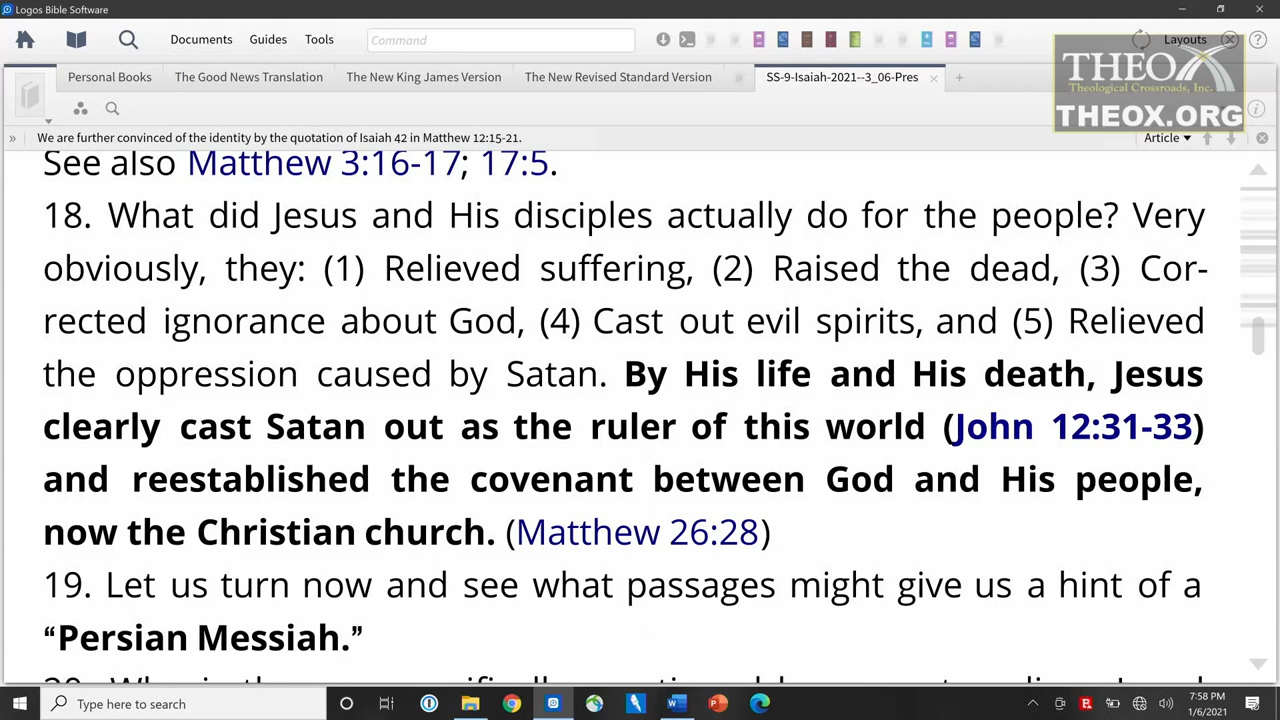 Logos Bible Software
Documents Guides Tools Command Layouts
THEOX
Theological Crossroads, Inc.
THEOX.ORG
Personal Books The Good News Translation The New King James Version The New Revised Standard Version SS-9-Isaiah-2021--3_06-Pres
» We are further convinced of the identity by the quotation of Isaiah 42 in Matthew 12:15-21. Article
See also Matthew 3:16-17; 17:5.
18. What did Jesus and His disciples actually do for the people? Very
obviously, they: (1) Relieved suffering, (2) Raised the dead, (3) Cor-
rected ignorance about God, (4) Cast out evil spirits, and (5) Relieved
the oppression caused by Satan. By His life and His death, Jesus
clearly cast Satan out as the ruler of this world (John 12:31-33)
and reestablished the covenant between God and His people,
now the Christian church. (Matthew 26:28)
19. Let us turn now and see what passages might give us a hint of a
“Persian Messiah.”
Type here to search
7:58 PM
1/6/2021